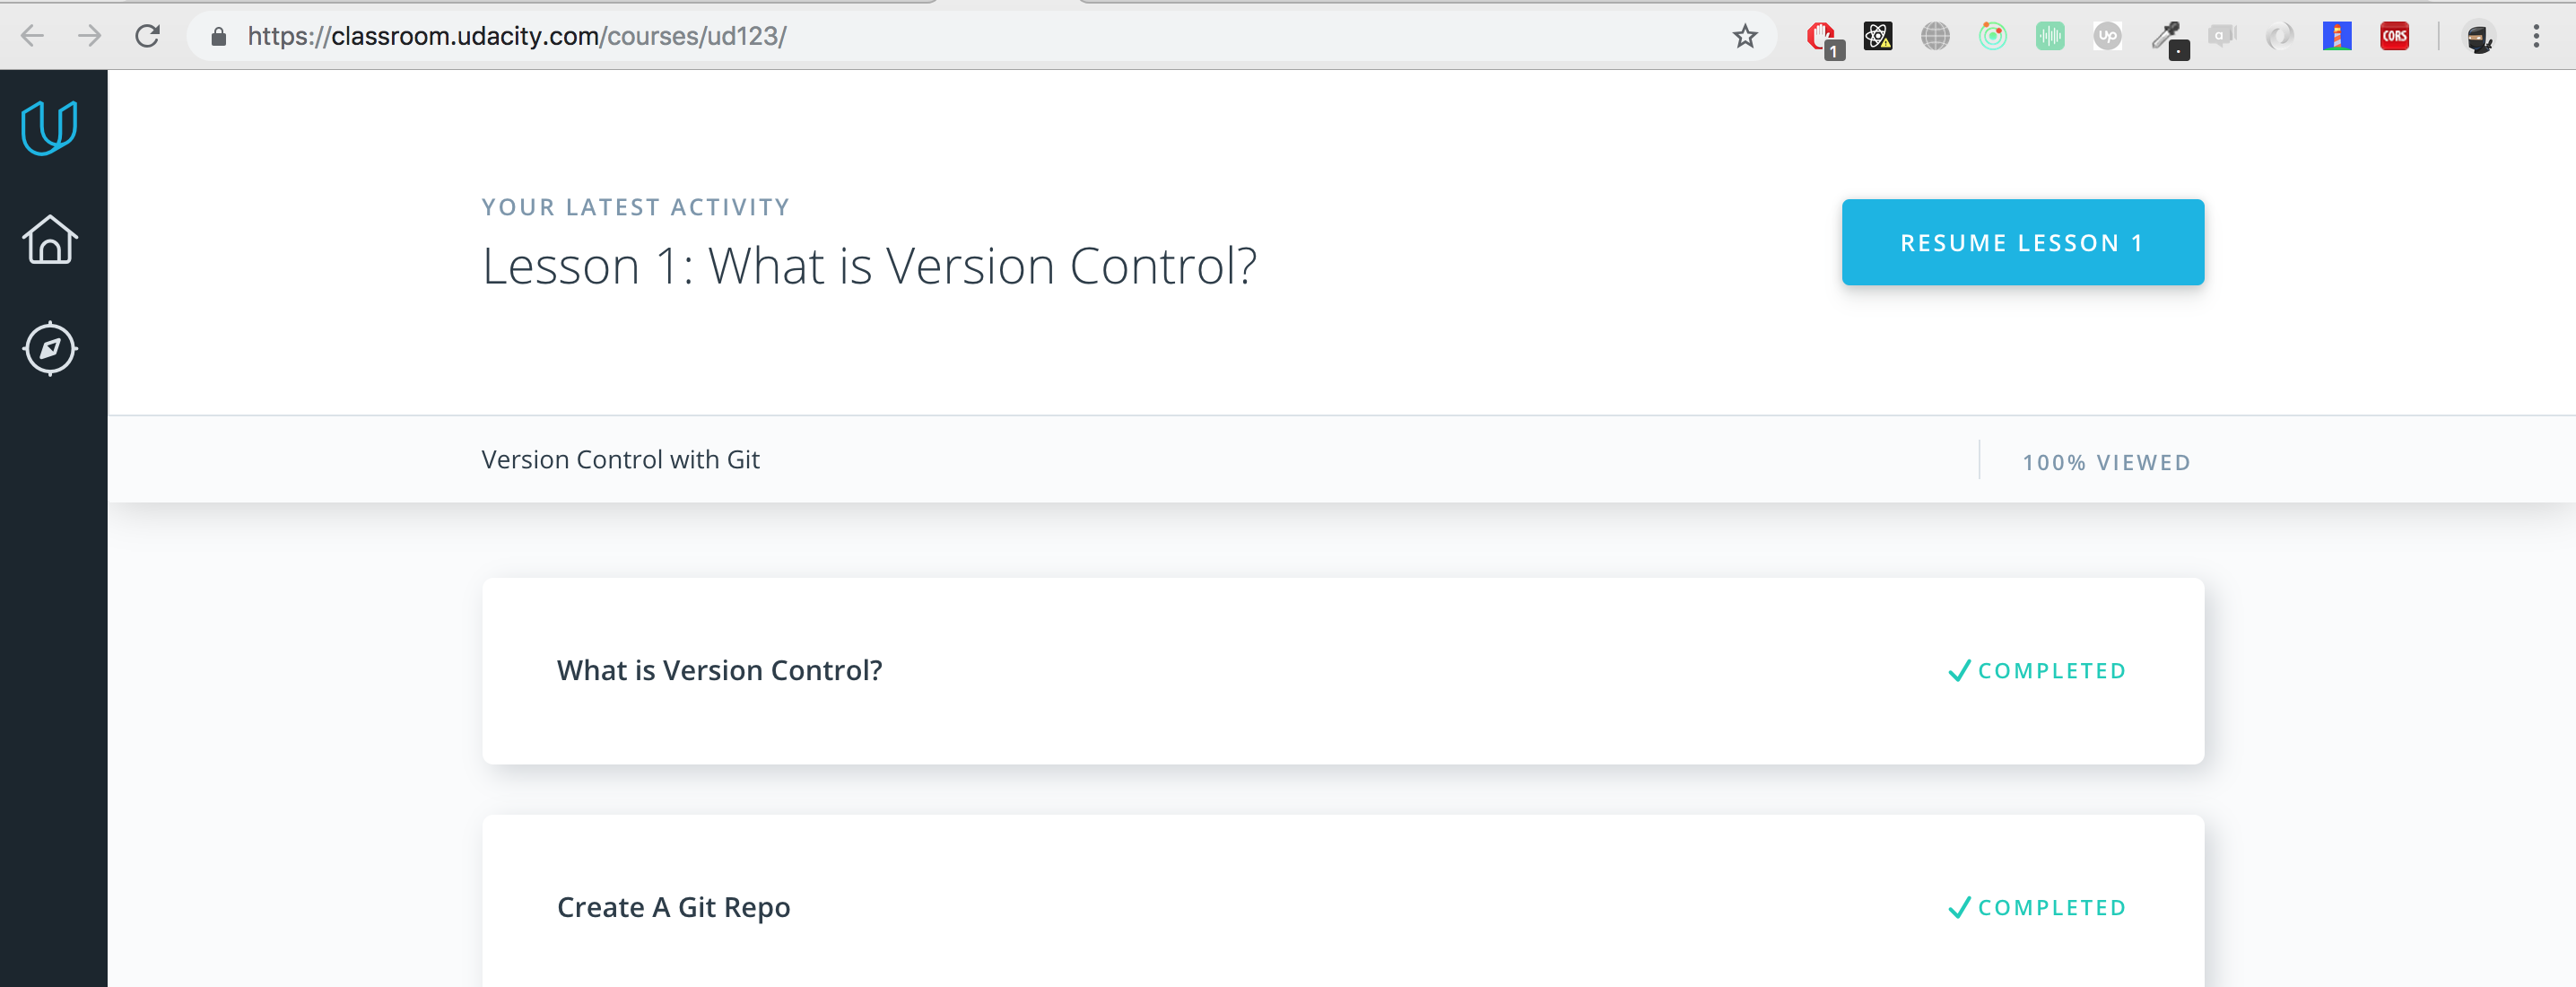 https://classroom.udacity.com/courses/ud123/
1
Up
a
CORS
YOUR LATEST ACTIVITY
Lesson 1: What is Version Control?
RESUME LESSON 1
Version Control with Git
100% VIEWED
What is Version Control?
COMPLETED
Create A Git Repo
COMPLETED